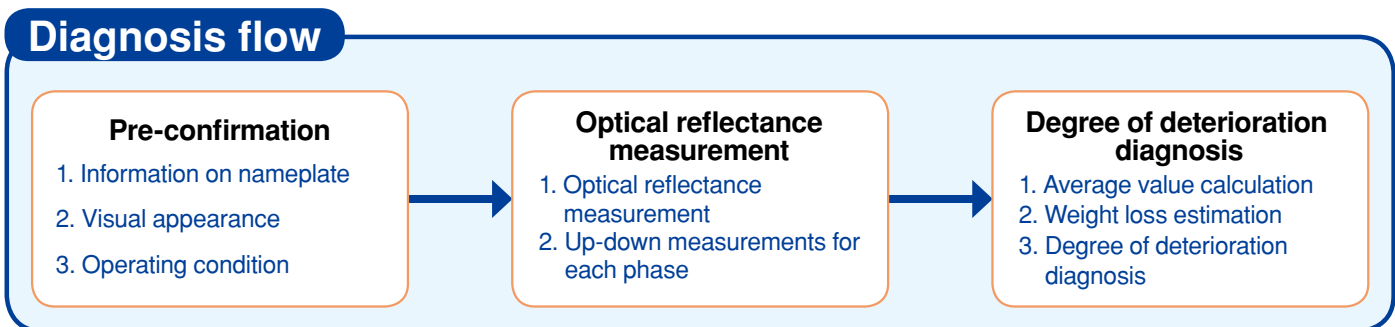 Diagnosis flow
Pre-confirmation
1. Information on nameplate
2. Visual appearance
3. Operating condition
Optical reflectance
measurement
1. Optical reflectance
measurement
2. Up-down measurements for
each phase
Degree of deterioration
diagnosis
1. Average value calculation
2. Weight loss estimation
3. Degree of deterioration
diagnosis